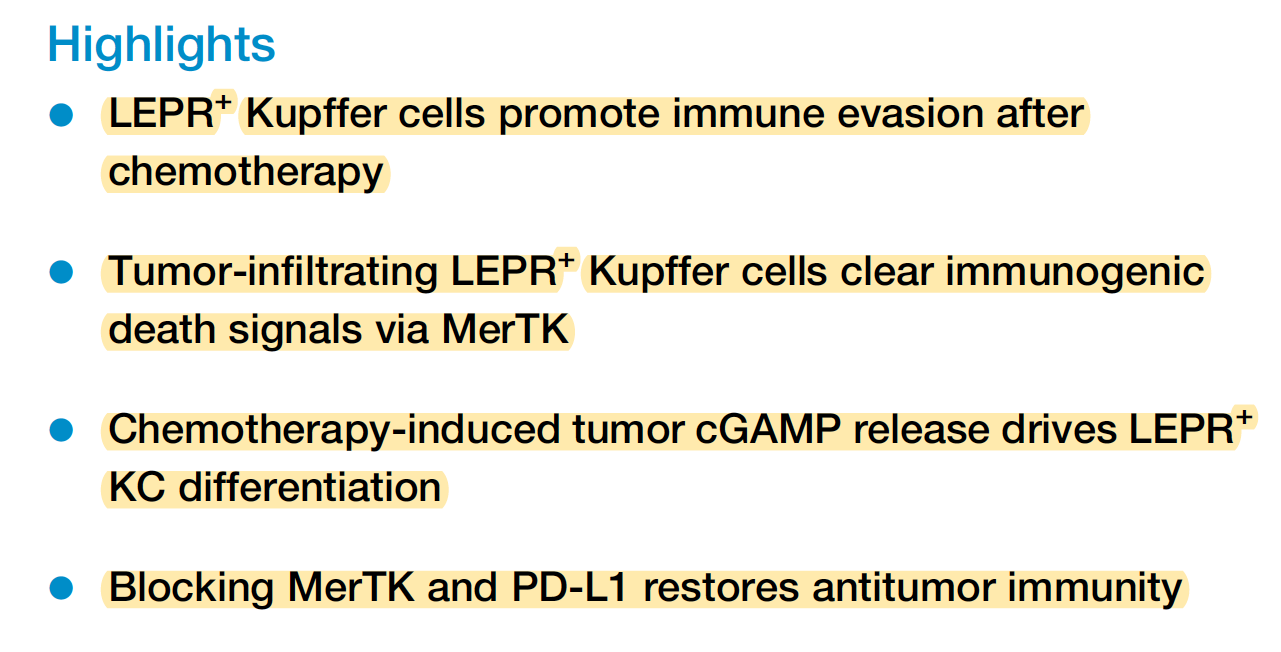 Highlights
● LEPR⁺ Kupffer cells promote immune evasion after
chemotherapy
● Tumor-infiltrating LEPR⁺ Kupffer cells clear immunogenic
death signals via MerTK
● Chemotherapy-induced tumor cGAMP release drives LEPR⁺
KC differentiation
● Blocking MerTK and PD-L1 restores antitumor immunity